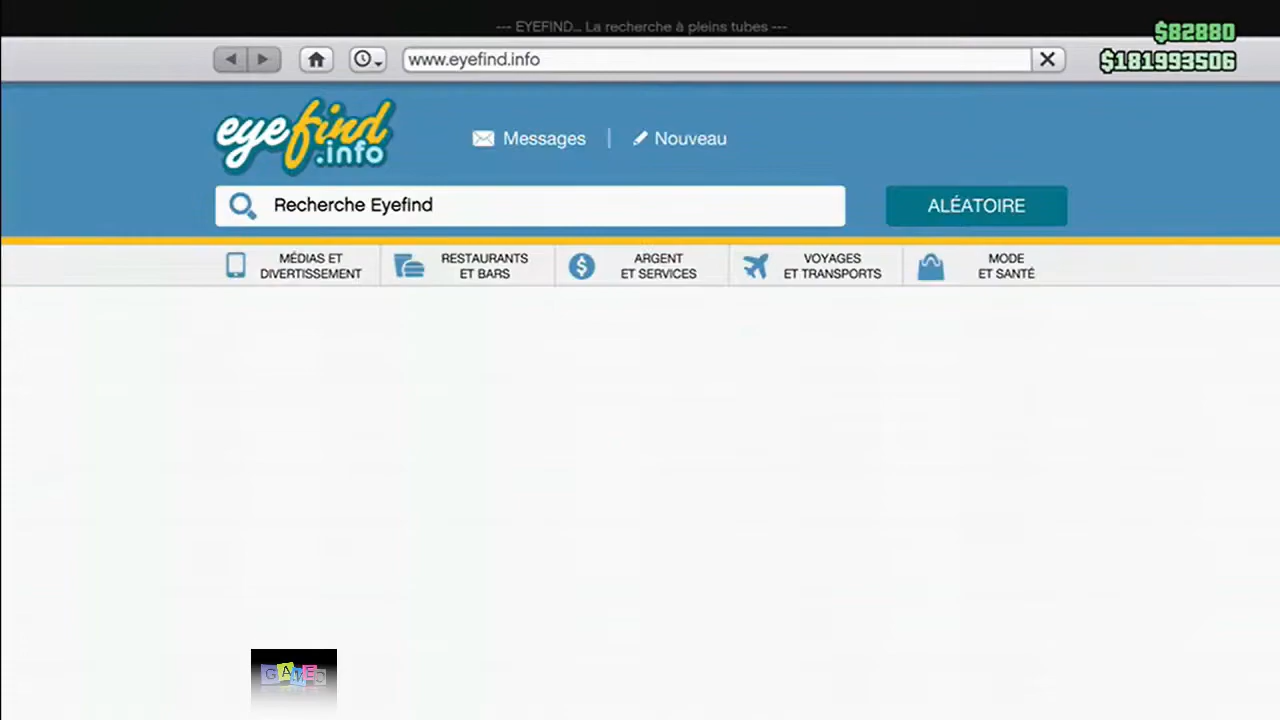 --- EYEFIND... La recherche à pleins tubes ---
$82880
www.eyefind.info
$181993506
eyefind
.info
Messages
Nouveau
Recherche Eyefind
ALÉATOIRE
MÉDIAS ET
DIVERTISSEMENT
RESTAURANTS
ET BARS
ARGENT
ET SERVICES
VOYAGES
ET TRANSPORTS
MODE
ET SANTÉ